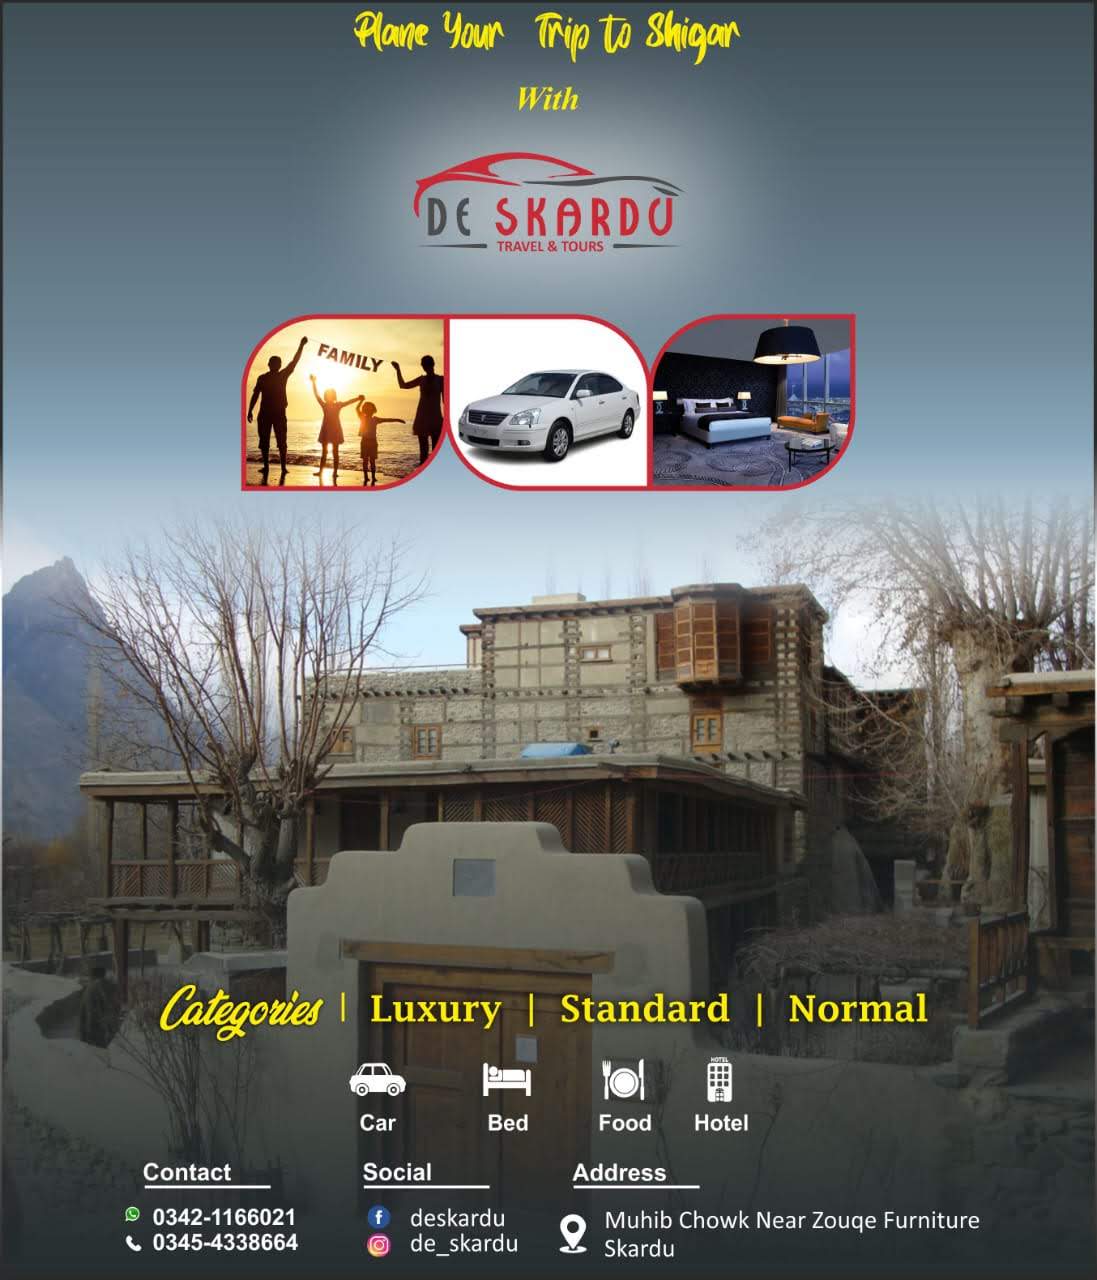 Plane Your Trip to Shigar
With
DE SKARDU
TRAVEL & TOURS
FAMILY
Categories | Luxury | Standard | Normal
HOTEL
Car Bed Food Hotel
Contact Social Address
0342-1166021
0345-4338664
deskardu
de_skardu
Muhib Chowk Near Zouqe Furniture
Skardu